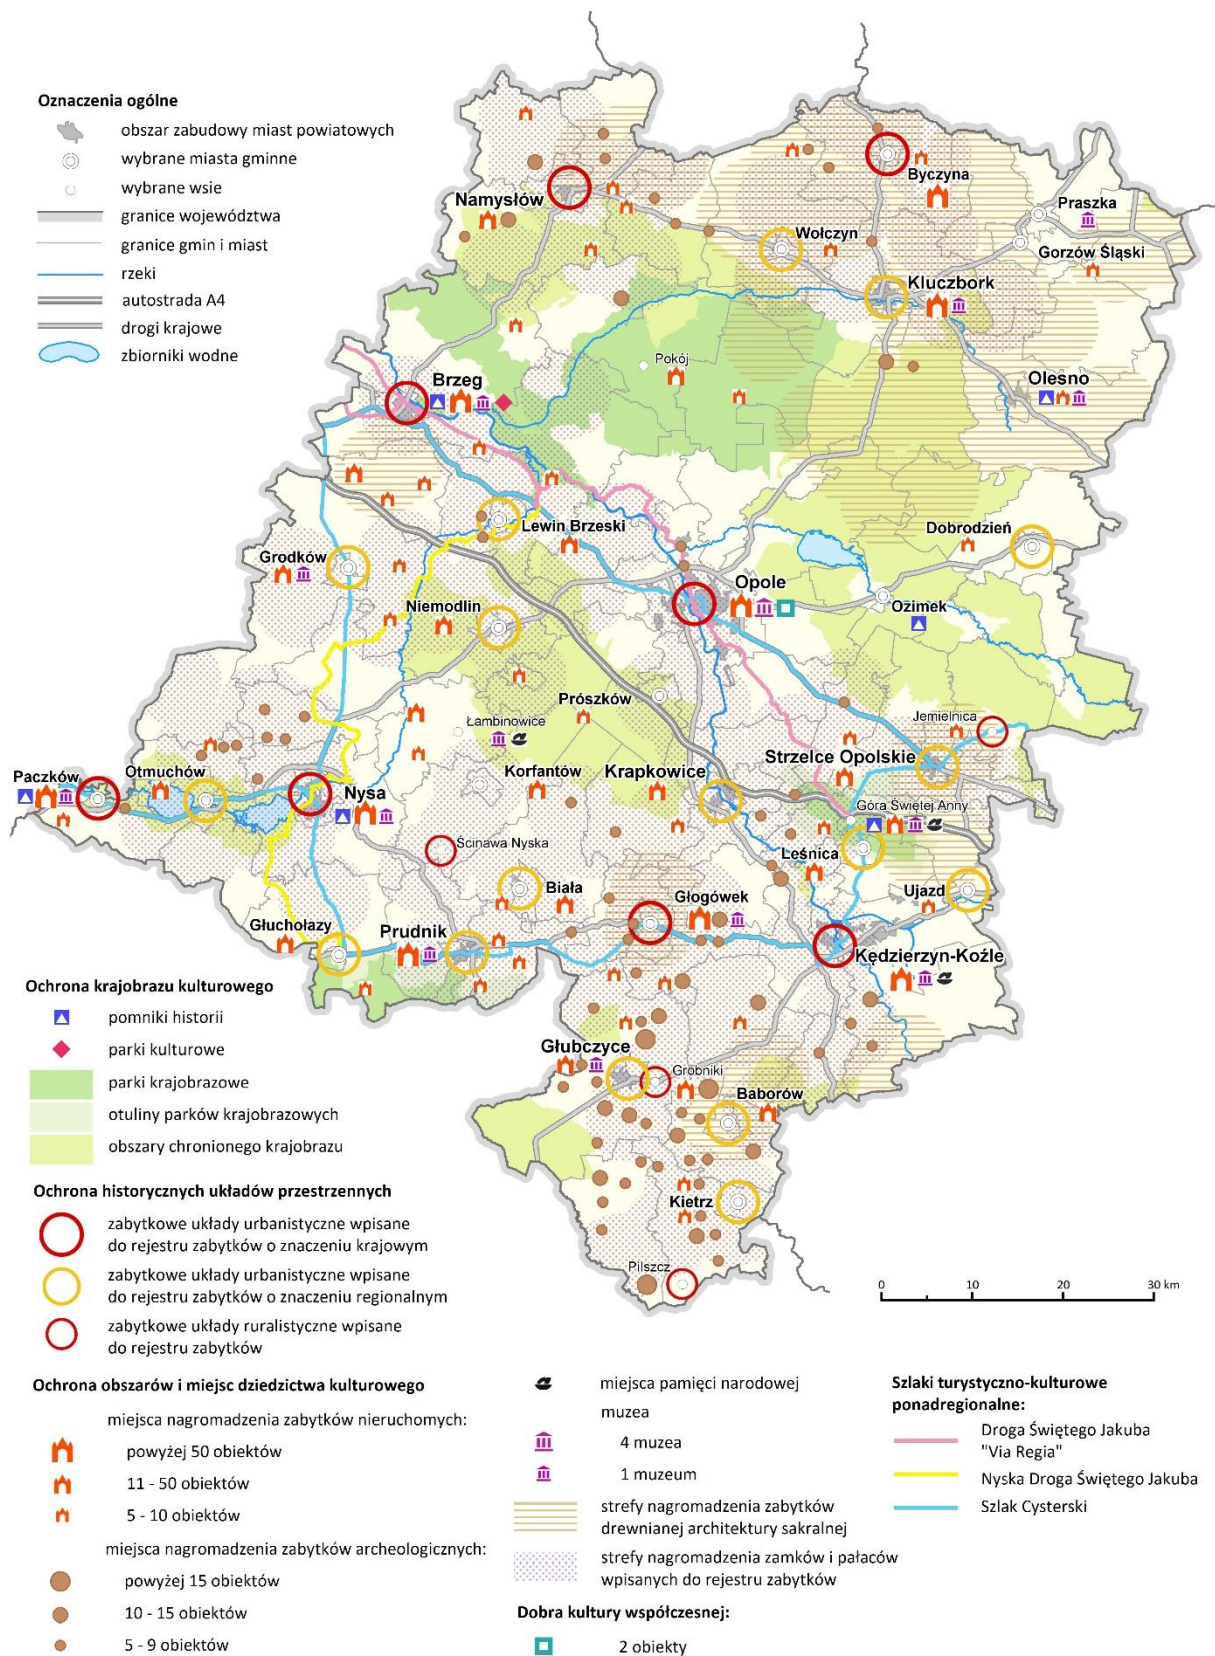 Oznaczenia ogólne
obszar zabudowy miast powiatowych
wybrane miasta gminne
wybrane wsie
granice województwa
granice gmin i miast
rzeki
autostrada A4
drogi krajowe
zbiorniki wodne
Byczyna
Namysłów
Praszka
Wołczyn
Gorzów Śląski
Kluczbork
Pokój
Brzeg
Olesno
Lewin Brzeski
Dobrodzień
Grodków
Opole
Niemodlin
Ozimek
Prószków
Łambinowice
Jemielnica
Strzelce Opolskie
Paczków
Otmuchów
Nysa
Korfantów
Krapkowice
Góra Świętej Anny
Ścinawa Nyska
Leśnica
Biała
Głogówek
Ujazd
Głuchołazy
Prudnik
Kędzierzyn-Koźle
Ochrona krajobrazu kulturowego
pomniki historii
parki kulturowe
parki krajobrazowe
otuliny parków krajobrazowych
obszary chronionego krajobrazu
Głubczyce
Grobniki
Baborów
Kietrz
Pilszcz
0 10 20 30 km
Ochrona historycznych układów przestrzennych
zabytkowe układy urbanistyczne wpisane
do rejestru zabytków o znaczeniu krajowym
zabytkowe układy urbanistyczne wpisane
do rejestru zabytków o znaczeniu regionalnym
zabytkowe układy ruralistyczne wpisane
do rejestru zabytków
Ochrona obszarów i miejsc dziedzictwa kulturowego
miejsca nagromadzenia zabytków nieruchomych:
powyżej 50 obiektów
11 - 50 obiektów
5 - 10 obiektów
miejsca nagromadzenia zabytków archeologicznych:
powyżej 15 obiektów
10 - 15 obiektów
5 - 9 obiektów
miejsca pamięci narodowej
muzea
4 muzea
1 muzeum
strefy nagromadzenia zabytków
drewnianej architektury sakralnej
strefy nagromadzenia zamków i pałaców
wpisanych do rejestru zabytków
Dobra kultury współczesnej:
2 obiekty
Szlaki turystyczno-kulturowe
ponadregionalne:
Droga Świętego Jakuba
"Via Regia"
Nyska Droga Świętego Jakuba
Szlak Cysterski